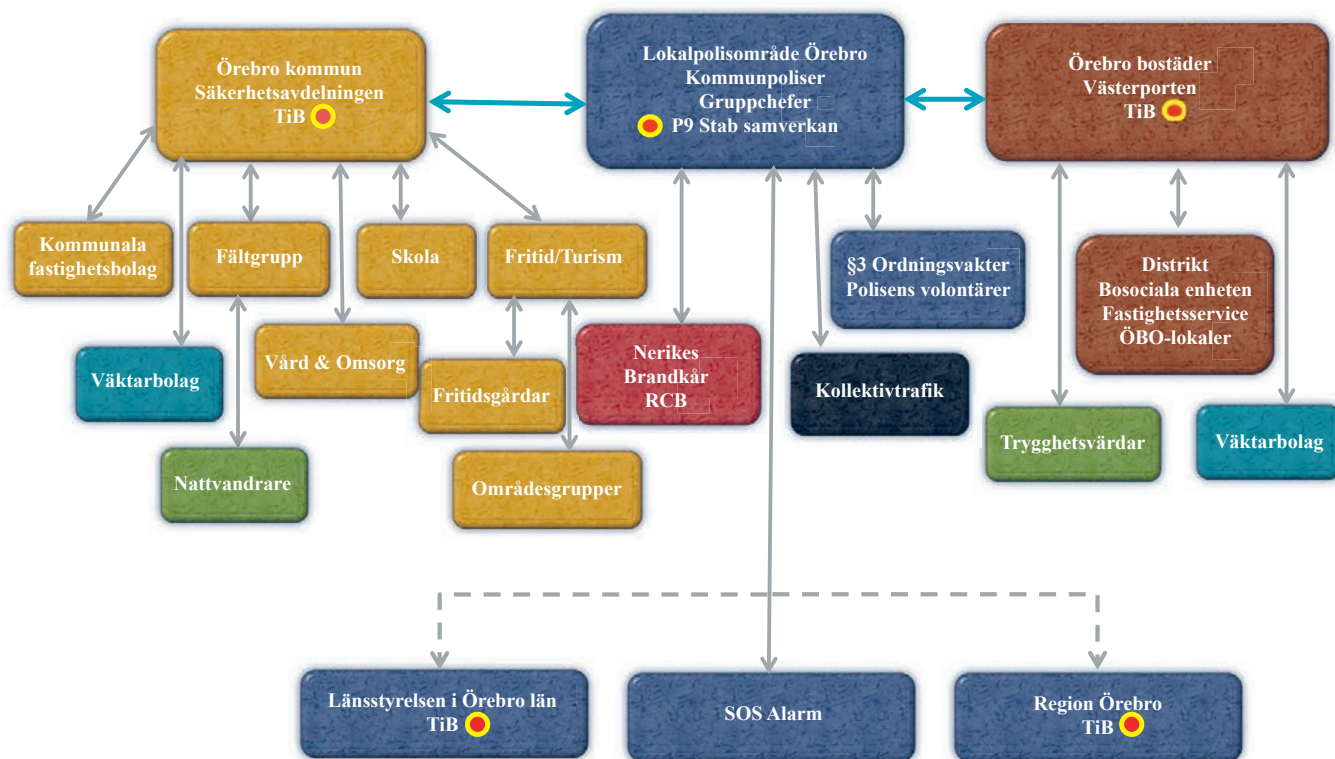 Örebro kommun
Säkerhetsavdelningen
TiB
Lokalpolisområde Örebro
Kommunpoliser
Gruppchefer
P9 Stab samverkan
Örebro bostäder
Västerporten
TiB
Kommunala
fastighetsbolag
Fältgrupp
Skola
Fritid/Turism
§3 Ordningsvakter
Polisens volontärer
Distrikt
Bosociala enheten
Fastighetsservice
ÖBO-lokaler
Väktarbolag
Vård & Omsorg
Fritidsgårdar
Nerikes
Brandkår
RCB
Kollektivtrafik
Trygghetsvärdar
Väktarbolag
Nattvandrare
Områdesgrupper
Länsstyrelsen i Örebro län
TiB
SOS Alarm
Region Örebro
TiB